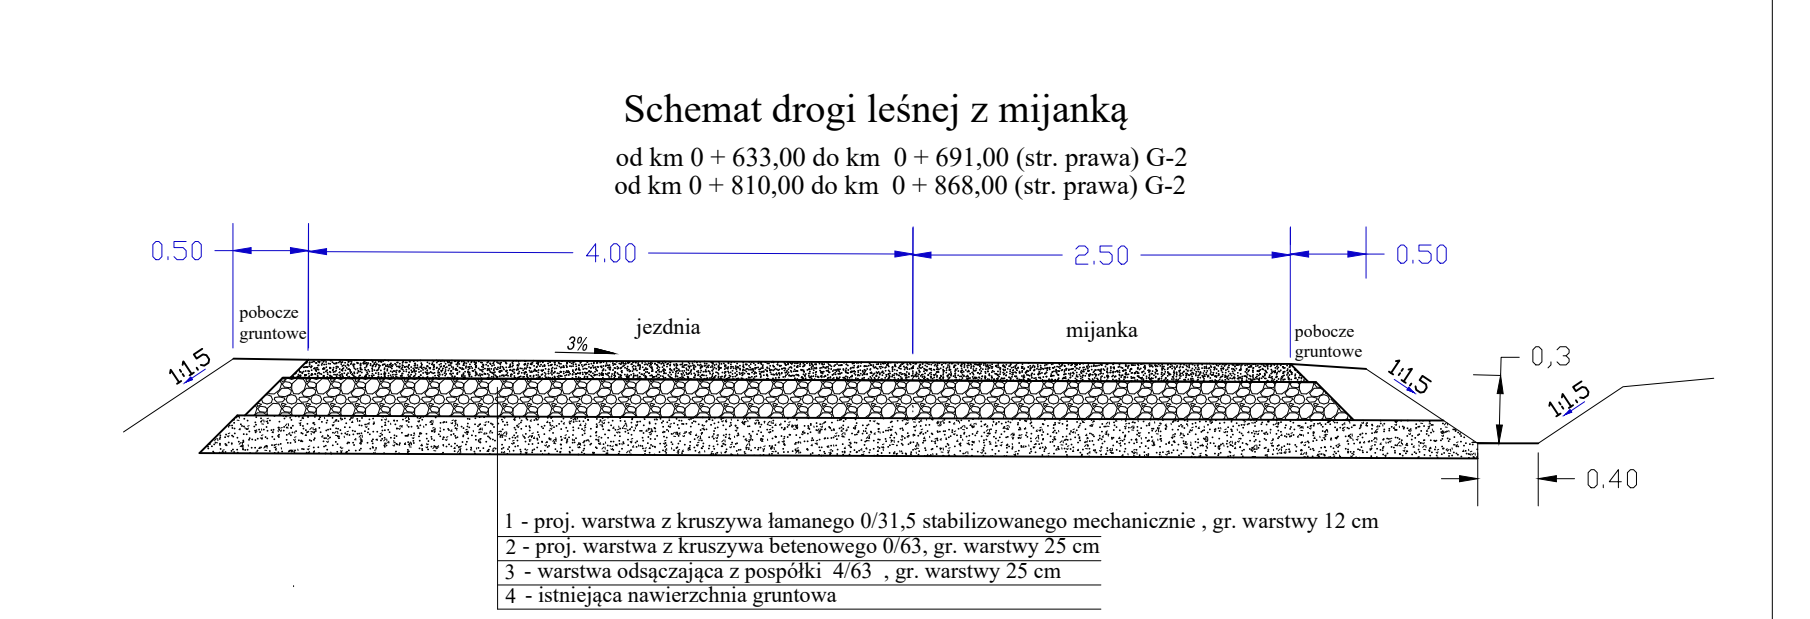 Schemat drogi leśnej z mijanką
od km 0 + 633,00 do km 0 + 691,00 (str. prawa) G-2
od km 0 + 810,00 do km 0 + 868,00 (str. prawa) G-2
0.50 4.00 2.50 0.50
pobocze
gruntowe
jezdnia
mijanka
pobocze
gruntowe
3%
1:1.5
1:1,5
0,3
1:1.5
0.40
1 - proj. warstwa z kruszywa łamanego 0/31,5 stabilizowanego mechanicznie , gr. warstwy 12 cm
2 - proj. warstwa z kruszywa betenowego 0/63, gr. warstwy 25 cm
3 - warstwa odsączająca z pospółki 4/63 , gr. warstwy 25 cm
4 - istniejąca nawierzchnia gruntowa